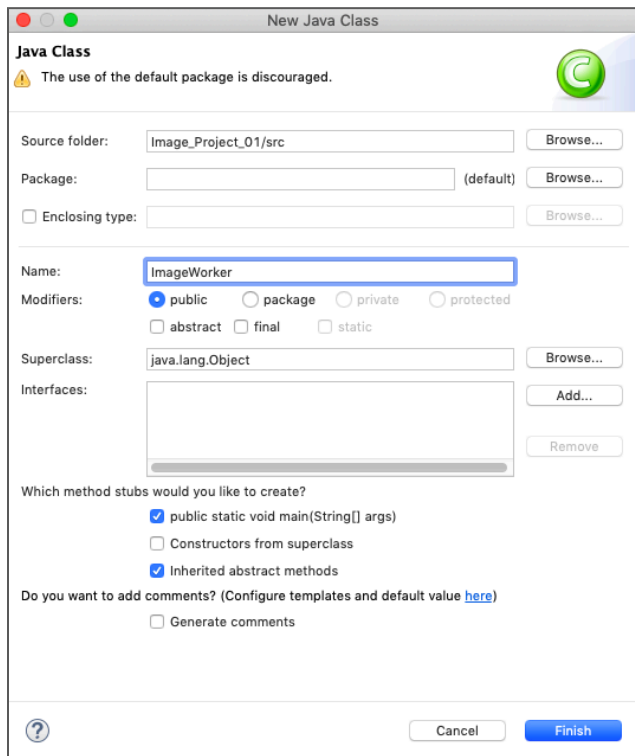 New Java Class
Java Class
The use of the default package is discouraged.
C
Source folder: Image_Project_01/src Browse...
Package: (default) Browse...
Enclosing type: Browse...
Name: ImageWorker
Modifiers: public package private protected
abstract final static
Superclass: java.lang.Object Browse...
Interfaces: Add...
Remove
Which method stubs would you like to create?
public static void main(String[] args)
Constructors from superclass
Inherited abstract methods
Do you want to add comments? (Configure templates and default value here)
Generate comments
? Cancel Finish